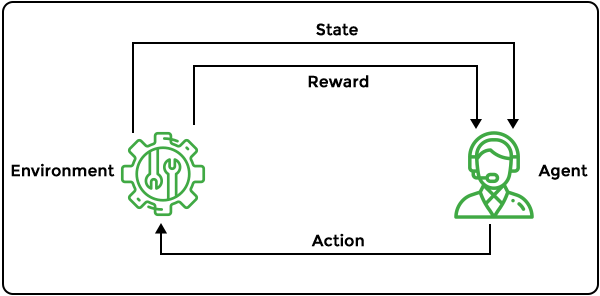 State
Reward
Environment
Agent
Action